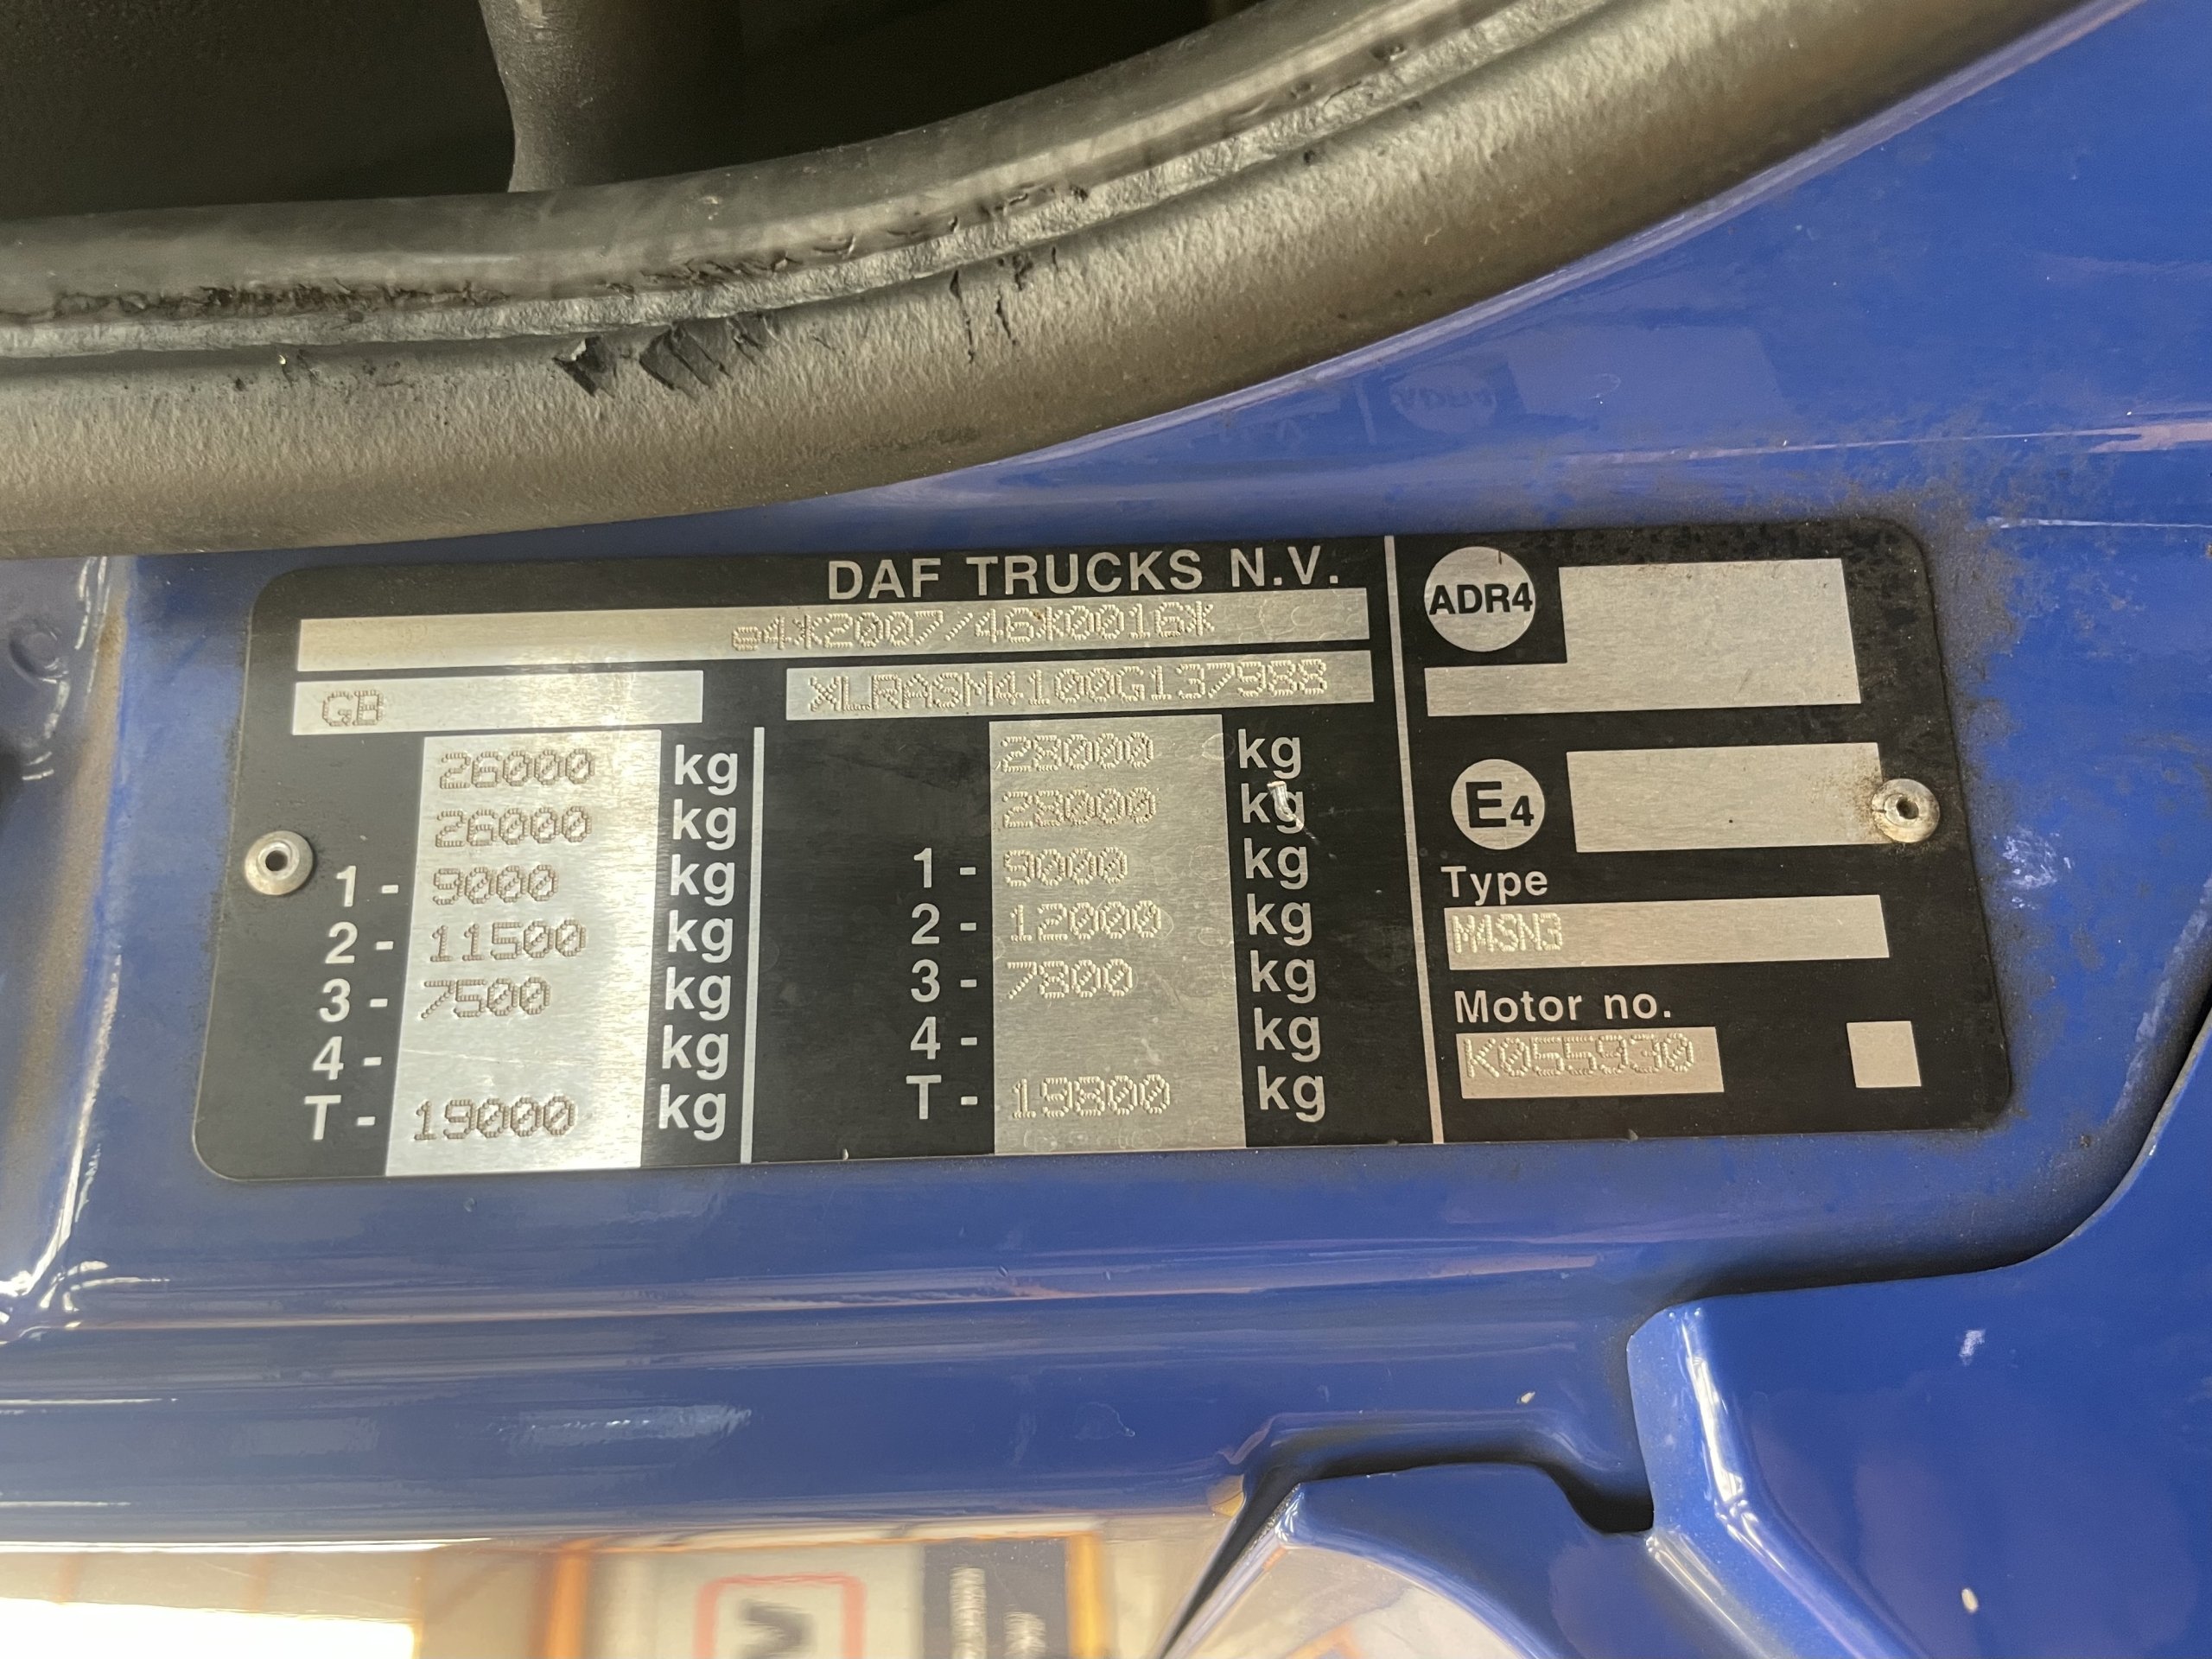 DAF TRUCKS N.V.
e4*2007/46*0016*
GB XLRASM4100G137988
26000 kg 28000 kg
26000 kg 28000 kg
1 - 9000 kg 1 - 9000 kg
2 - 11500 kg 2 - 12000 kg
3 - 7500 kg 3 - 7800 kg
4 - kg 4 - kg
T - 19000 kg T - 19800 kg
ADR4
E4
Type
M4SN3
Motor no.
K055930